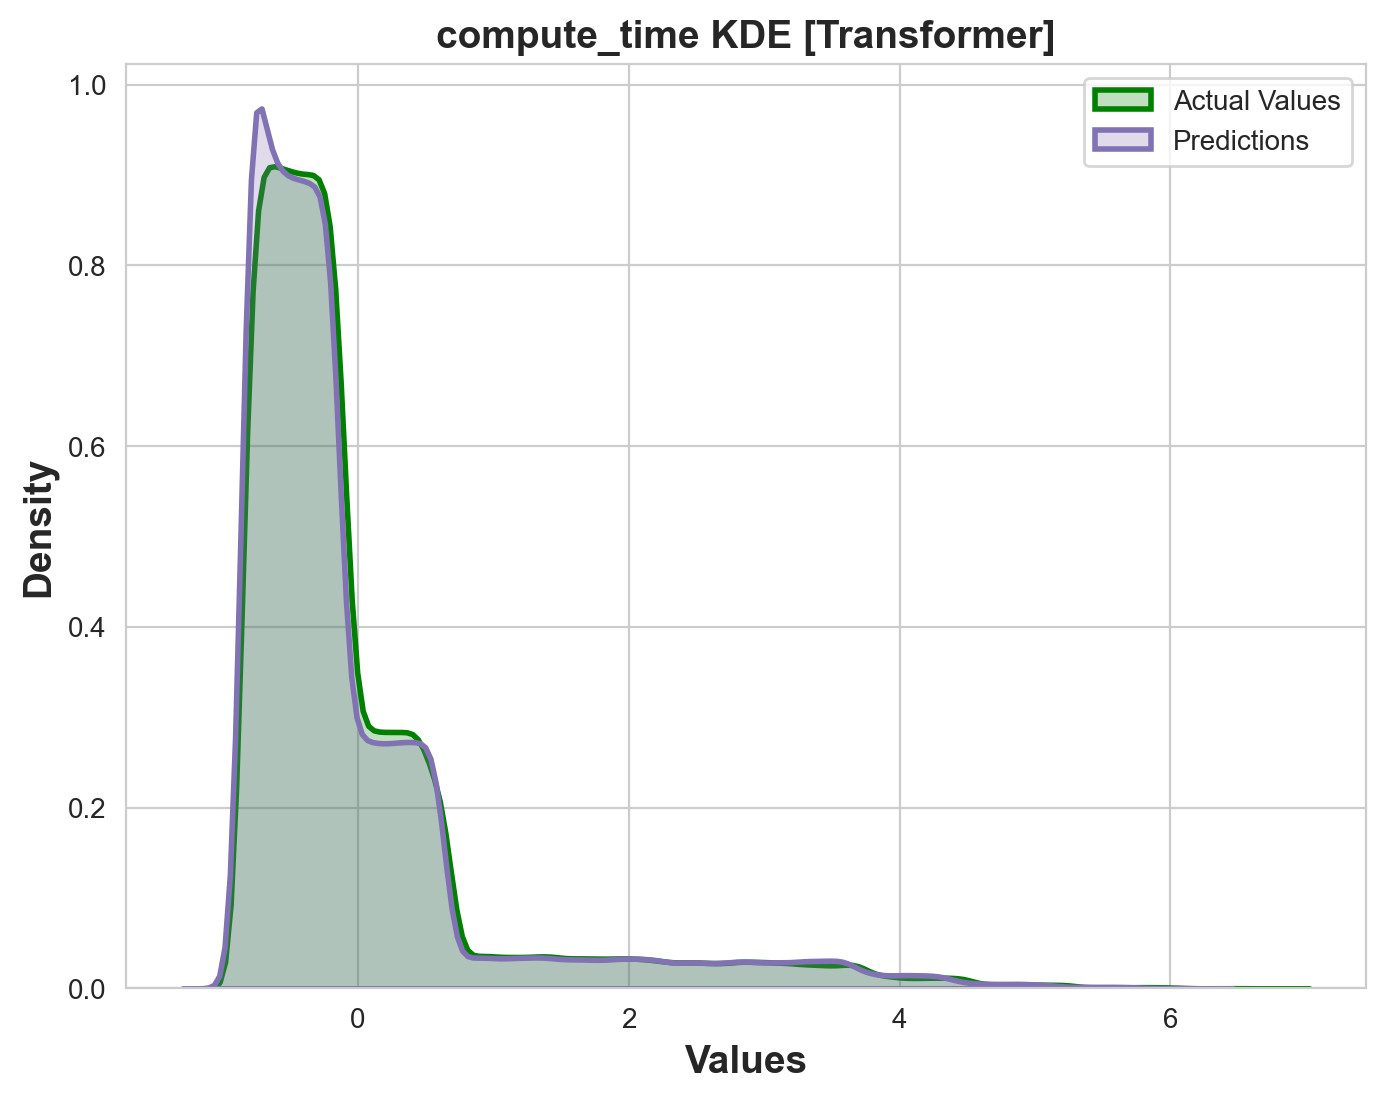 compute_time KDE [Transformer]
Actual Values
Predictions
1.0
0.8
0.6
0.4
0.2
0.0
Density
0
2
4
6
Values